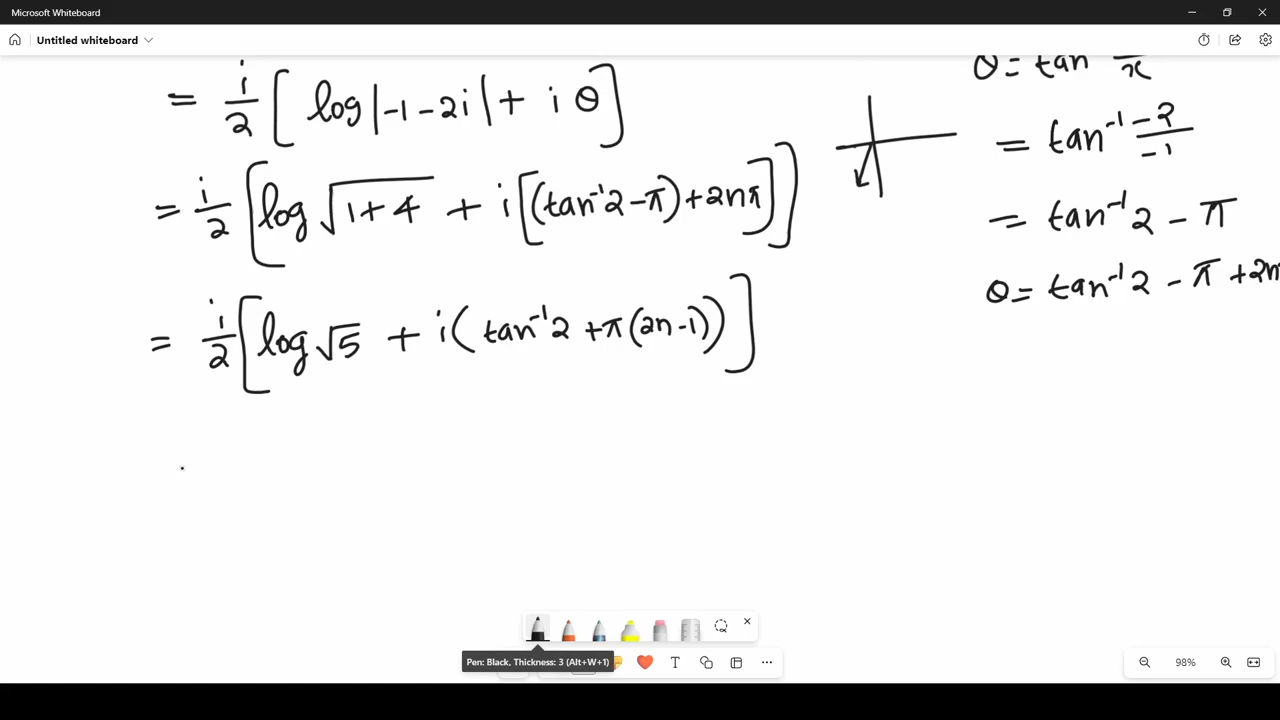 Microsoft Whiteboard
Untitled whiteboard
= i/2 [ log |-1-2i| + i θ ]
= i/2 [ log √(1+4) + i [ (tan⁻¹2 - π) + 2nπ ] ]
= i/2 [ log √5 + i ( tan⁻¹2 + π(2n-1) ) ]
θ = tan
x
= tan⁻¹ -2/-1
= tan⁻¹2 - π
θ = tan⁻¹2 - π + 2n
Pen: Black, Thickness: 3 (Alt+W+1)
98%